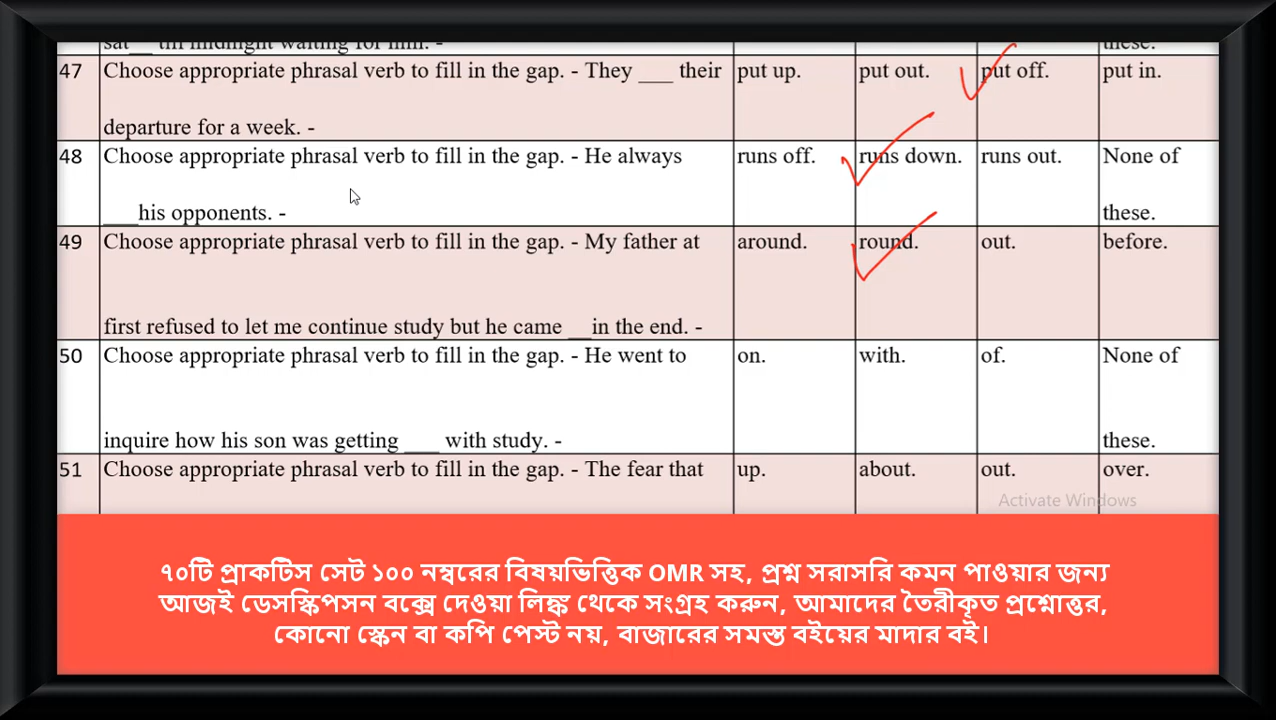 sat__ till midnight waiting for him. - these.
47 Choose appropriate phrasal verb to fill in the gap. - They ___ their put up. put out. put off. put in.
departure for a week. -
48 Choose appropriate phrasal verb to fill in the gap. - He always runs off. runs down. runs out. None of
___his opponents. - these.
49 Choose appropriate phrasal verb to fill in the gap. - My father at around. round. out. before.
first refused to let me continue study but he came __in the end. -
50 Choose appropriate phrasal verb to fill in the gap. - He went to on. with. of. None of
inquire how his son was getting ___ with study. - these.
51 Choose appropriate phrasal verb to fill in the gap. - The fear that up. about. out. over.
Activate Windows
৭০টি প্রাকটিস সেট ১০০ নম্বরের বিষয়ভিত্তিক OMR সহ, প্রশ্ন সরাসরি কমন পাওয়ার জন্য
আজই ডেসস্কিপসন বক্সে দেওয়া লিঙ্ক থেকে সংগ্রহ করুন, আমাদের তৈরীকৃত প্রশ্নোত্তর,
কোনো স্কেন বা কপি পেস্ট নয়, বাজারের সমস্ত বইয়ের মাদার বই।